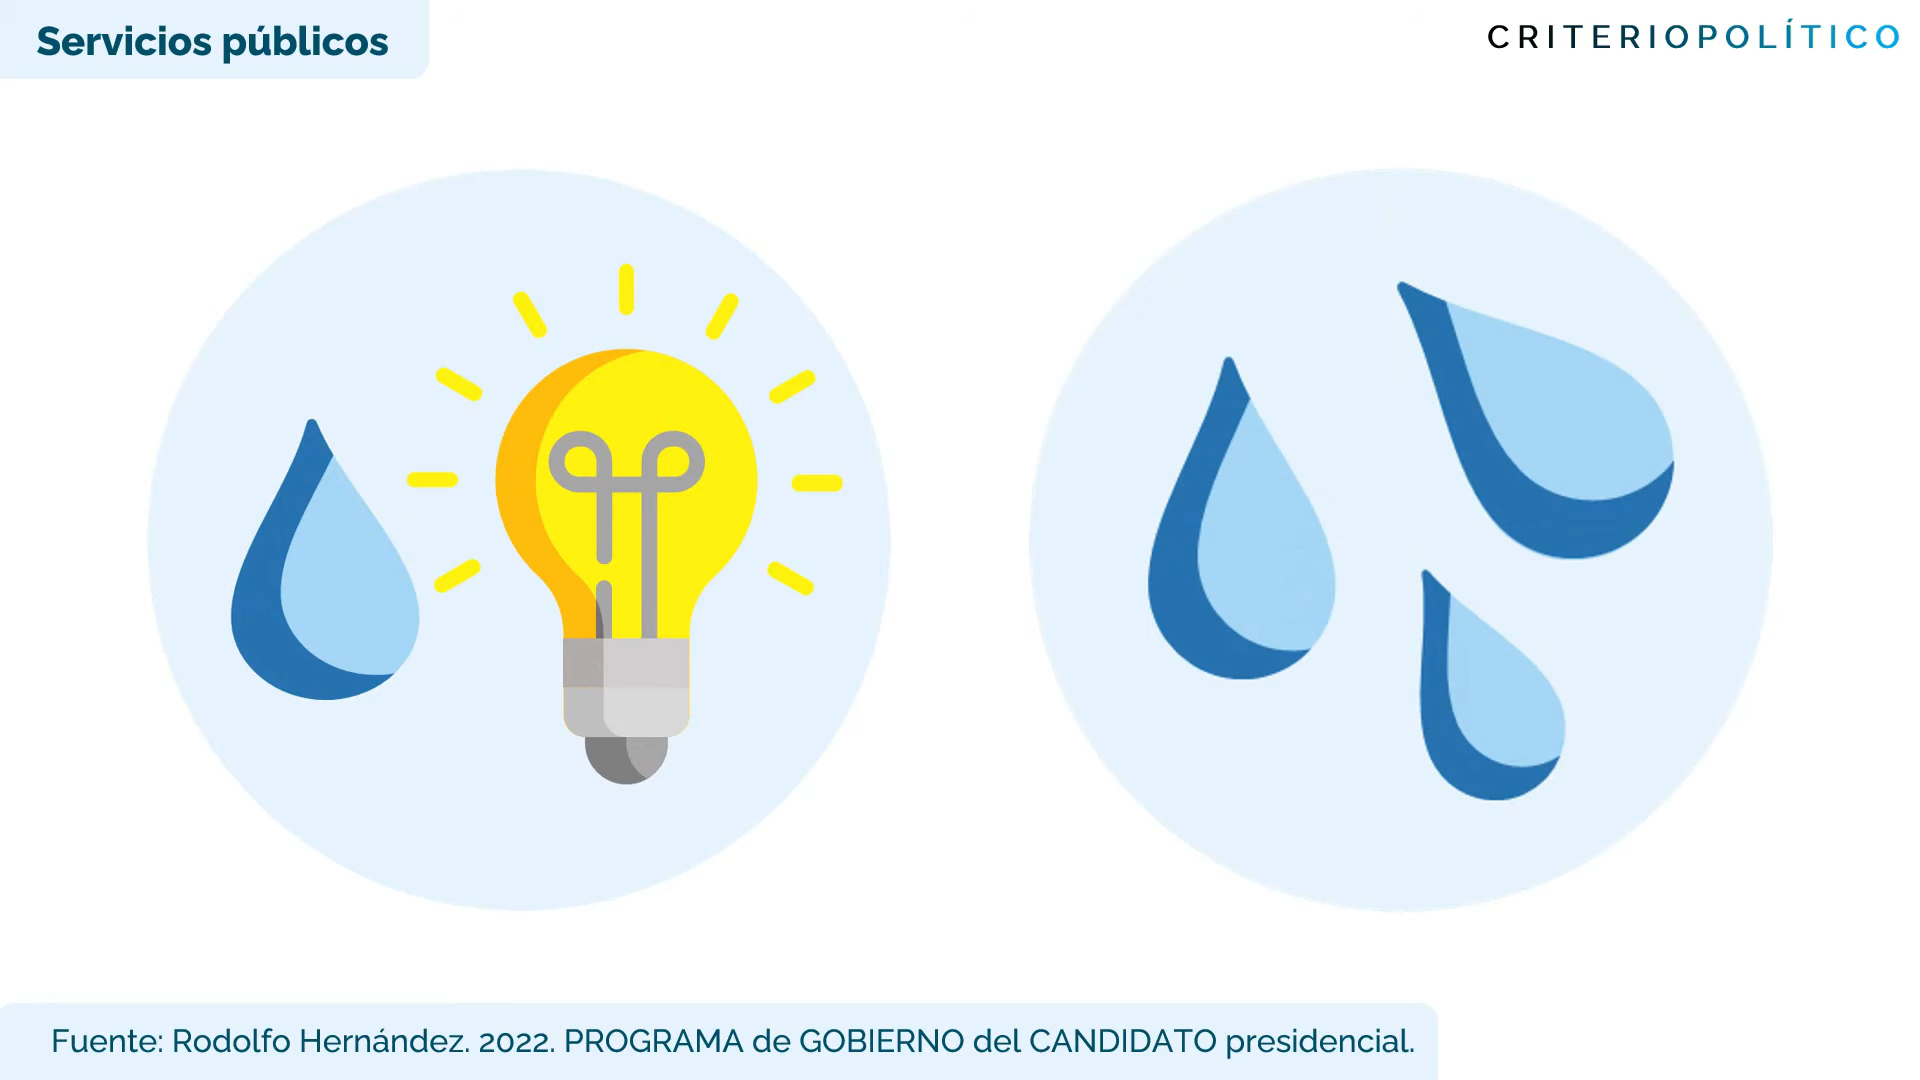 Servicios públicos
CRITERIOPOLÍTICO
Fuente: Rodolfo Hernández. 2022. PROGRAMA de GOBIERNO del CANDIDATO presidencial.